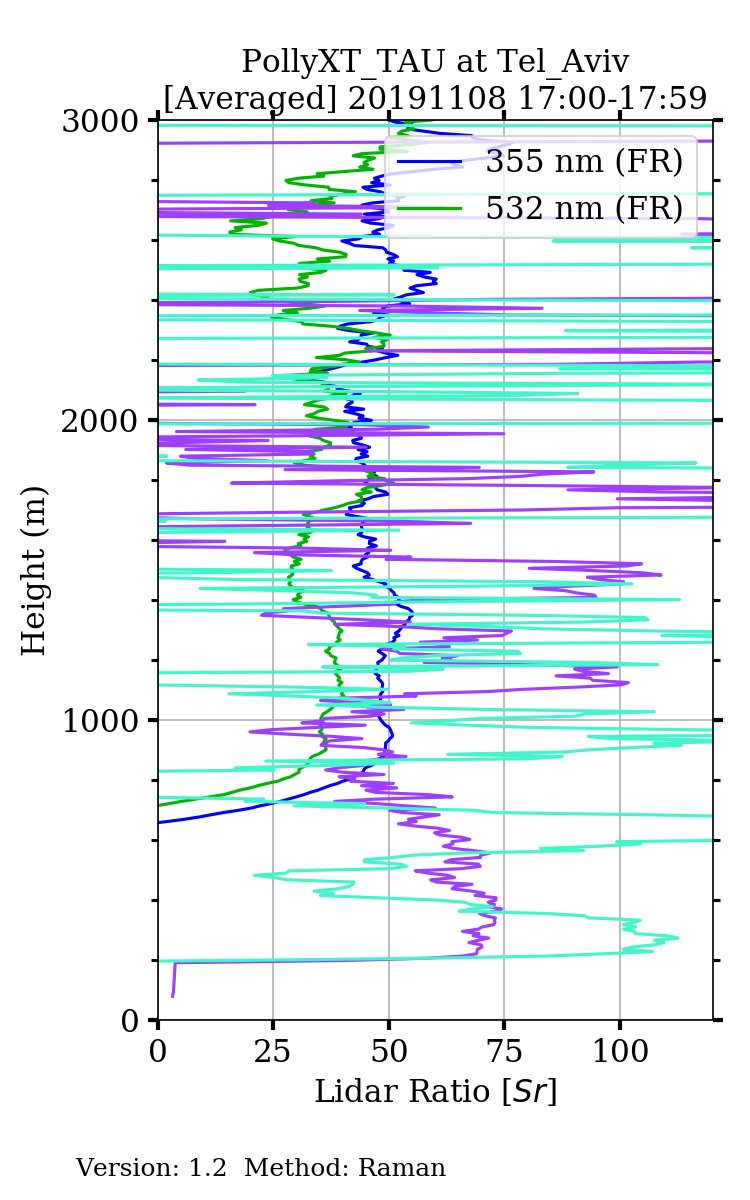 PollyXT_TAU at Tel_Aviv
[Averaged] 20191108 17:00-17:59
3000
355 nm (FR)
532 nm (FR)
2000
Height (m)
1000
0
0 25 50 75 100
Lidar Ratio [Sr]
Version: 1.2 Method: Raman